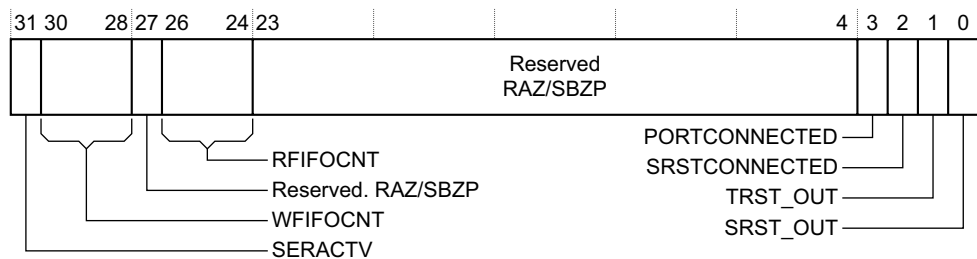 31 30 28 27 26 24 23 4 3 2 1 0
Reserved
RAZ/SBZP
PORTCONNECTED
RFIFOCNT
SRSTCONNECTED
Reserved. RAZ/SBZP
TRST_OUT
WFIFOCNT
SRST_OUT
SERACTV